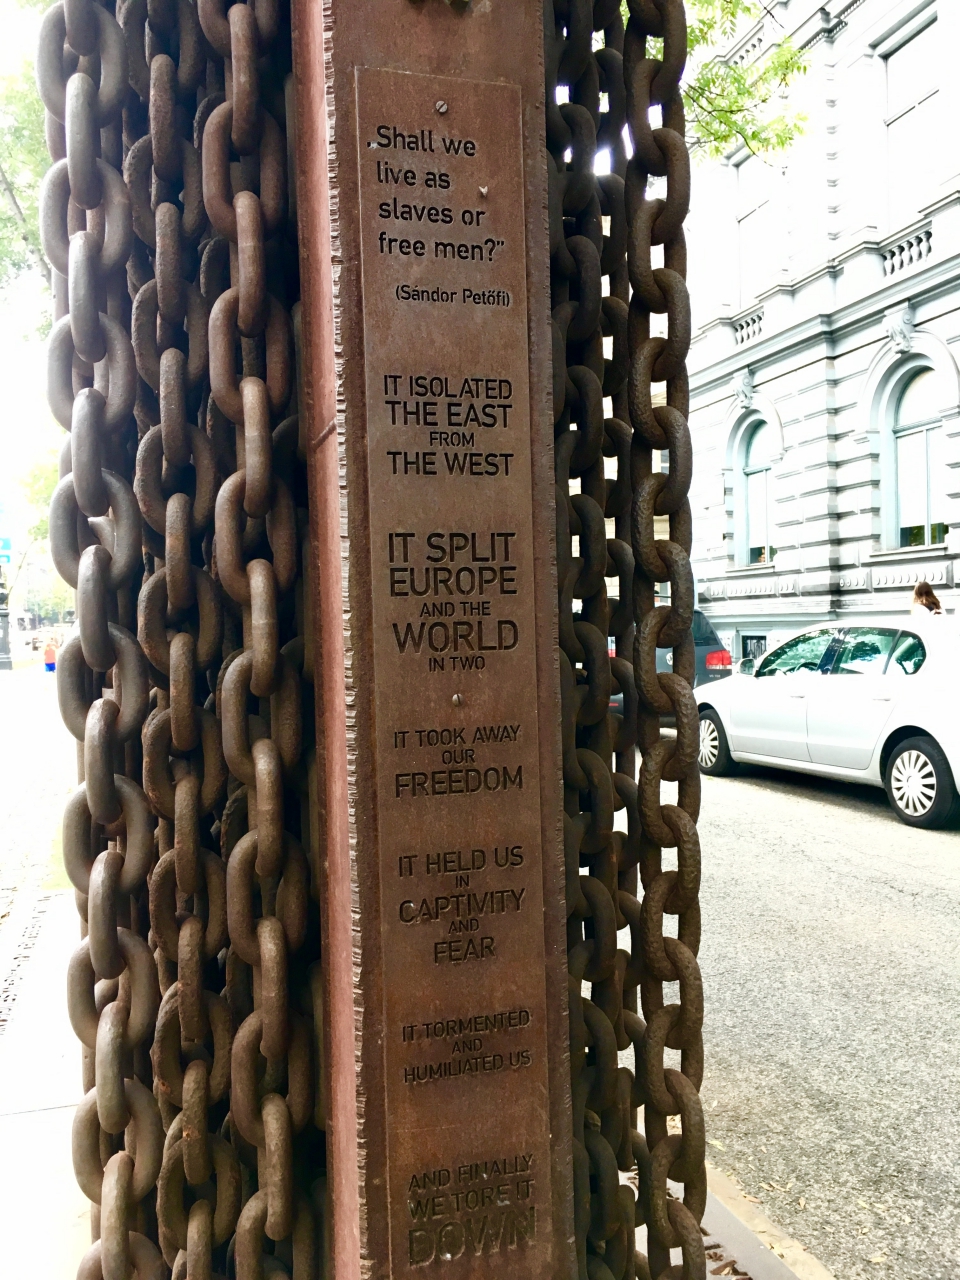 „Shall we
live as
slaves or
free men?”
(Sándor Petőfi)
IT ISOLATED
THE EAST
FROM
THE WEST
IT SPLIT
EUROPE
AND THE
WORLD
IN TWO
IT TOOK AWAY
OUR
FREEDOM
IT HELD US
IN
CAPTIVITY
AND
FEAR
IT TORMENTED
AND
HUMILIATED US
AND FINALLY
WE TORE IT
DOWN